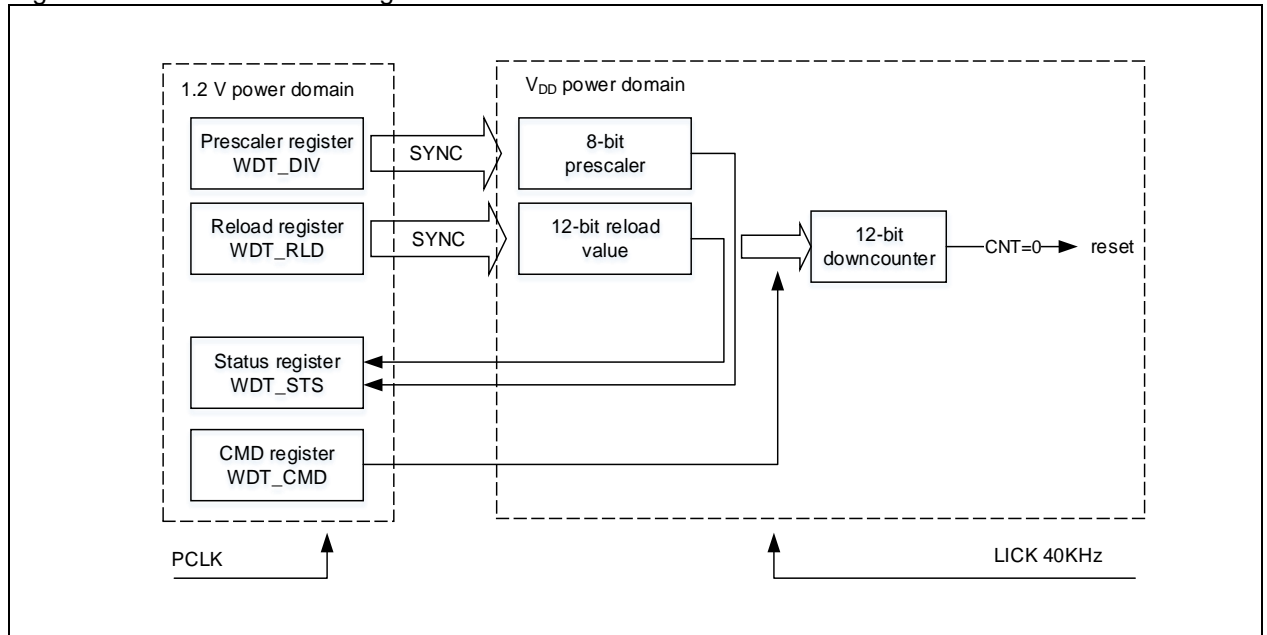 1.2 V power domain
Prescaler register
WDT_DIV
SYNC
Reload register
WDT_RLD
SYNC
Status register
WDT_STS
CMD register
WDT_CMD
V_DD power domain
8-bit
prescaler
12-bit reload
value
12-bit
downcounter
CNT=0
reset
PCLK
LICK 40KHz